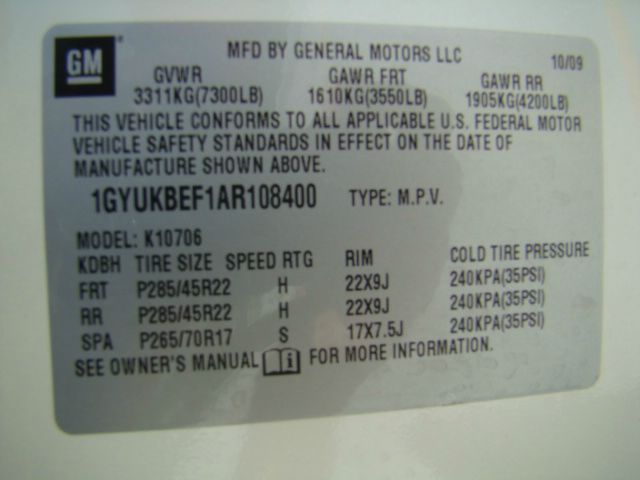 GM®
MFD BY GENERAL MOTORS LLC 10/09
GVWR GAWR FRT GAWR RR
3311KG(7300LB) 1610KG(3550LB) 1905KG(4200LB)
THIS VEHICLE CONFORMS TO ALL APPLICABLE U.S. FEDERAL MOTOR
VEHICLE SAFETY STANDARDS IN EFFECT ON THE DATE OF
MANUFACTURE SHOWN ABOVE.
1GYUKBEF1AR108400 TYPE: M.P.V.
MODEL: K10706
KDBH TIRE SIZE SPEED RTG RIM COLD TIRE PRESSURE
FRT P285/45R22 H 22X9J 240KPA(35PSI)
RR P285/45R22 H 22X9J 240KPA(35PSI)
SPA P265/70R17 S 17X7.5J 240KPA(35PSI)
SEE OWNER'S MANUAL i FOR MORE INFORMATION.